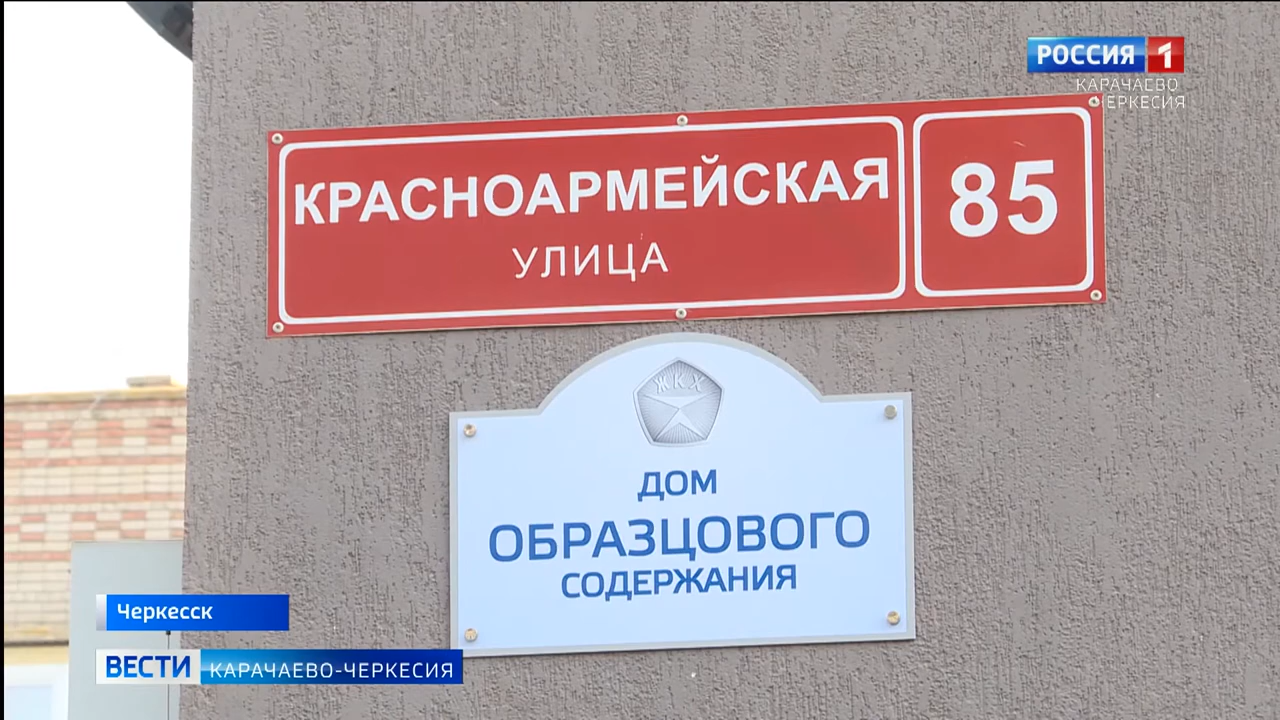 РОССИЯ 1
КАРАЧАЕВО
ЧЕРКЕСИЯ
КРАСНОАРМЕЙСКАЯ
УЛИЦА
85
ЖКХ
ДОМ
ОБРАЗЦОВОГО
СОДЕРЖАНИЯ
Черкесск
ВЕСТИ КАРАЧАЕВО-ЧЕРКЕСИЯ